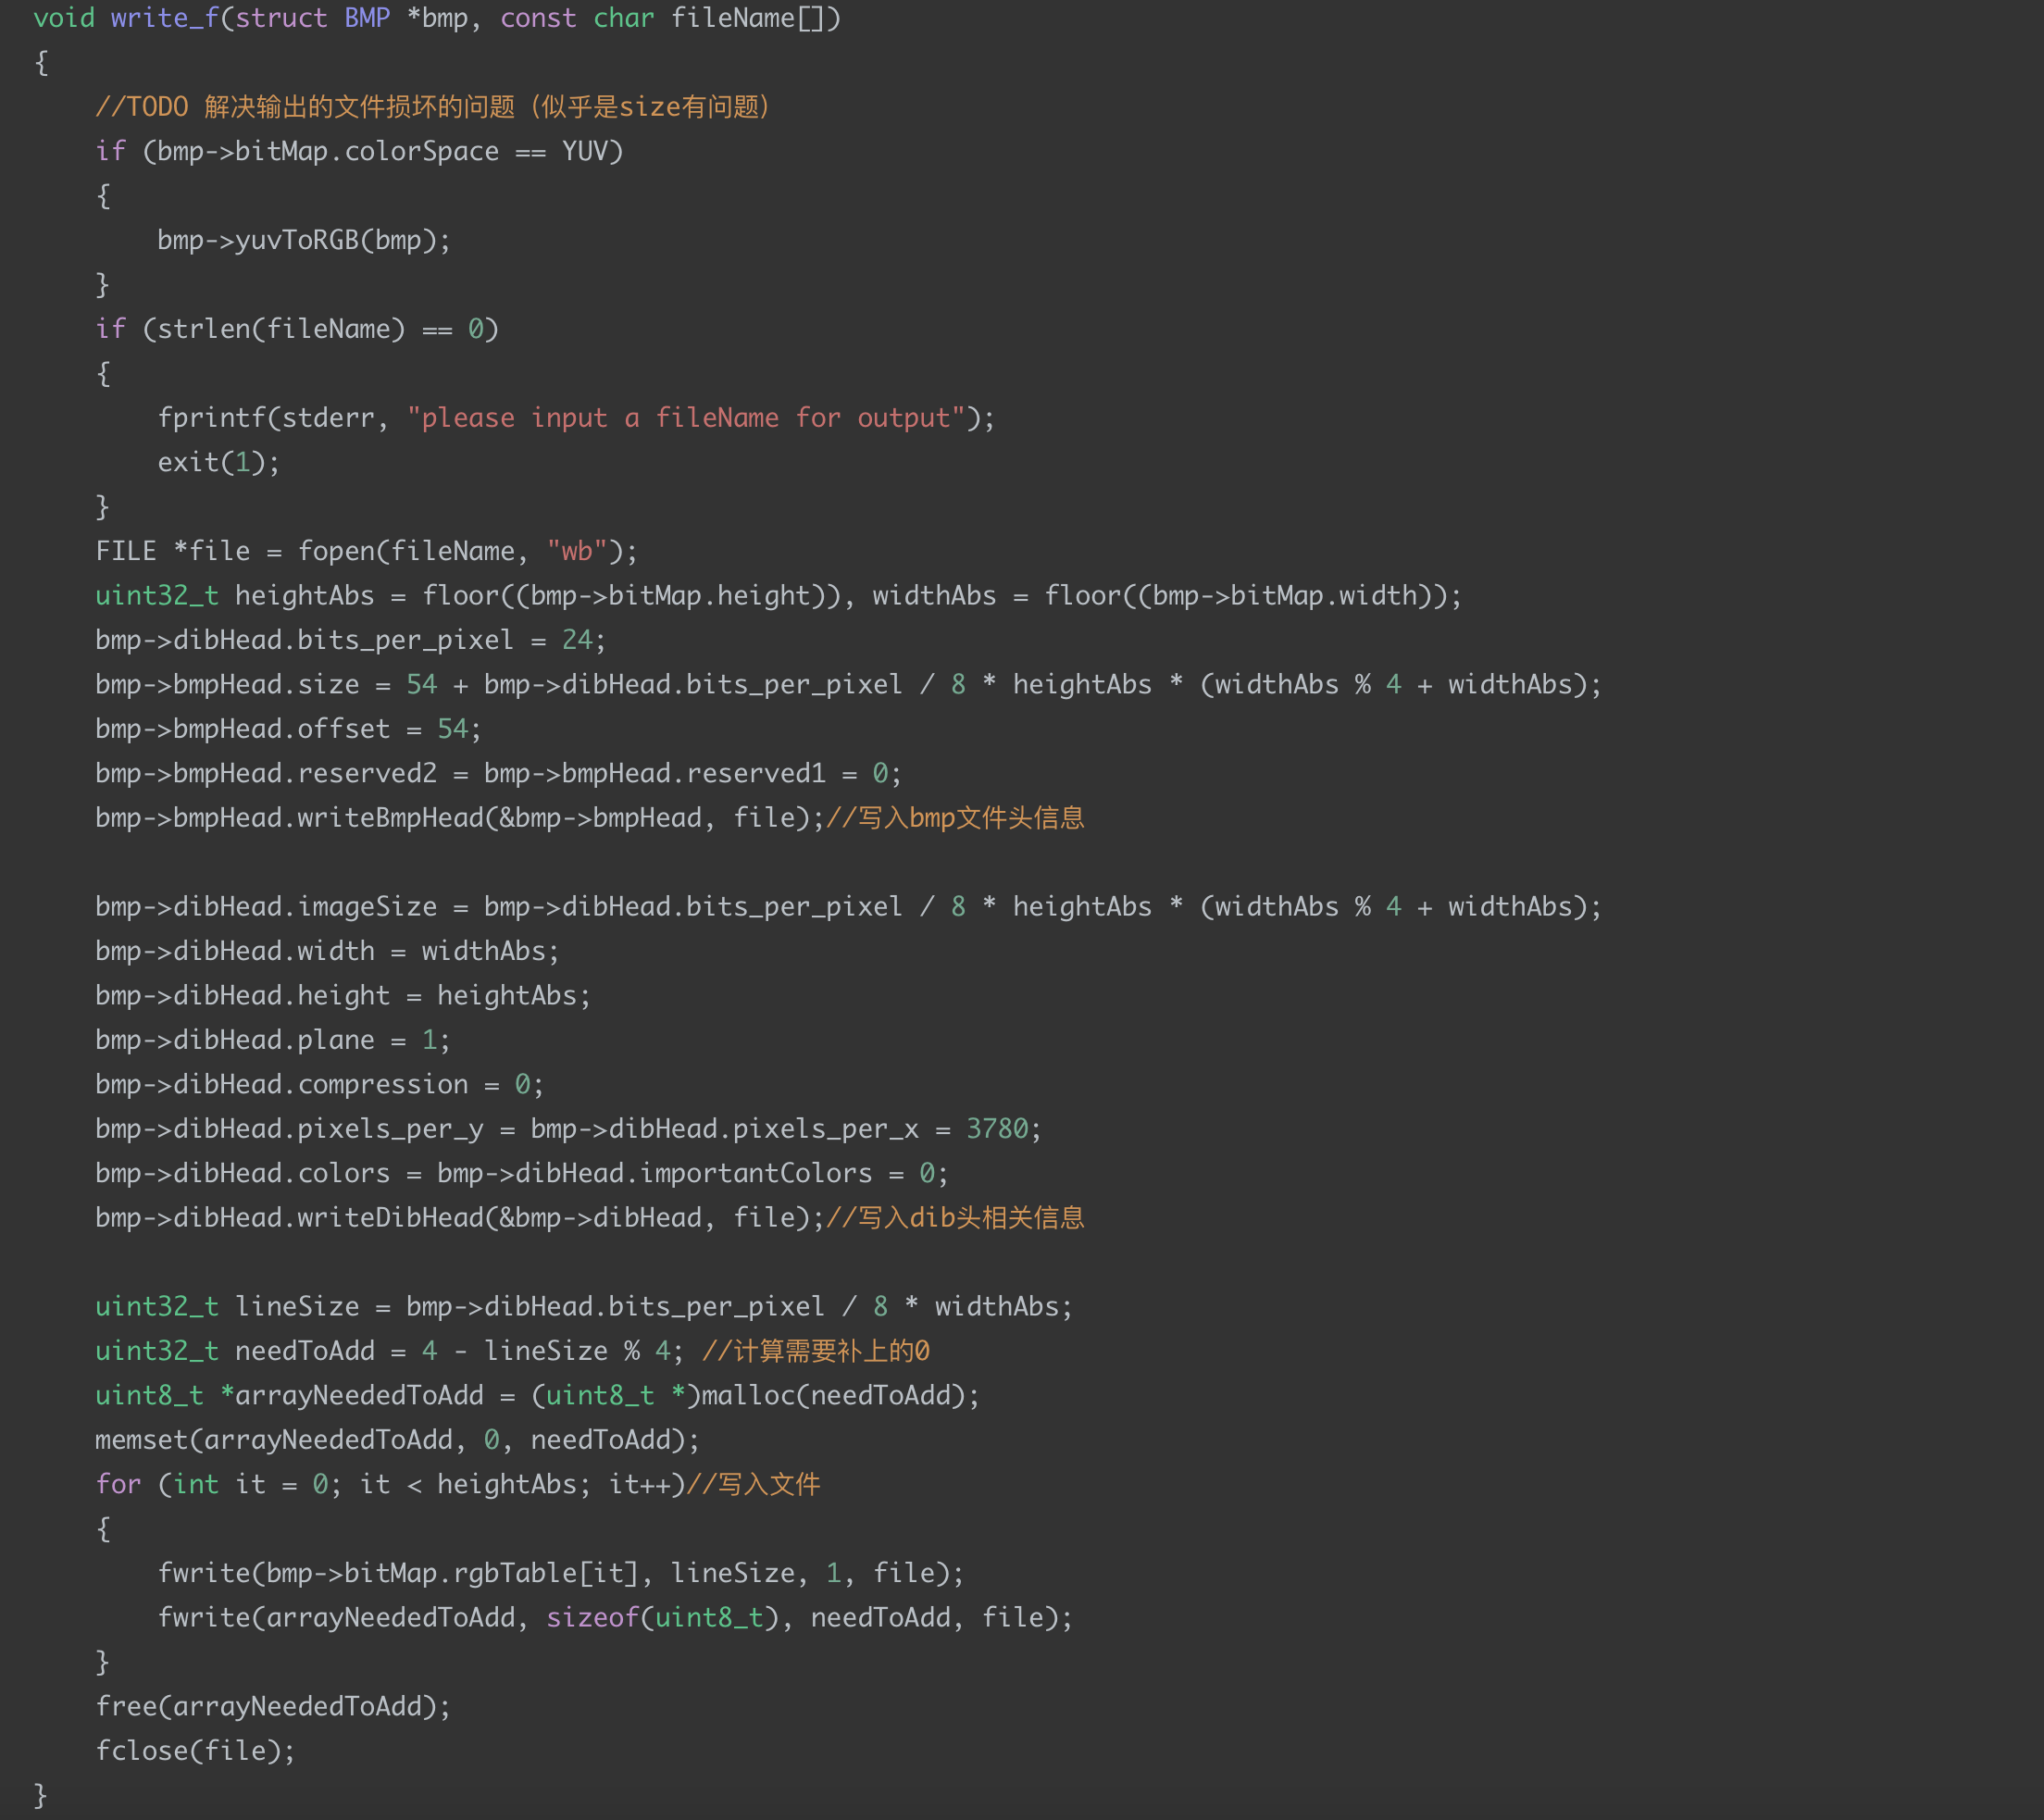 void write_f(struct BMP *bmp, const char fileName[])
{
    //TODO 解决输出的文件损坏的问题（似乎是size有问题）
    if (bmp->bitMap.colorSpace == YUV)
    {
        bmp->yuvToRGB(bmp);
    }
    if (strlen(fileName) == 0)
    {
        fprintf(stderr, "please input a fileName for output");
        exit(1);
    }
    FILE *file = fopen(fileName, "wb");
    uint32_t heightAbs = floor((bmp->bitMap.height)), widthAbs = floor((bmp->bitMap.width));
    bmp->dibHead.bits_per_pixel = 24;
    bmp->bmpHead.size = 54 + bmp->dibHead.bits_per_pixel / 8 * heightAbs * (widthAbs % 4 + widthAbs);
    bmp->bmpHead.offset = 54;
    bmp->bmpHead.reserved2 = bmp->bmpHead.reserved1 = 0;
    bmp->bmpHead.writeBmpHead(&bmp->bmpHead, file);//写入bmp文件头信息

    bmp->dibHead.imageSize = bmp->dibHead.bits_per_pixel / 8 * heightAbs * (widthAbs % 4 + widthAbs);
    bmp->dibHead.width = widthAbs;
    bmp->dibHead.height = heightAbs;
    bmp->dibHead.plane = 1;
    bmp->dibHead.compression = 0;
    bmp->dibHead.pixels_per_y = bmp->dibHead.pixels_per_x = 3780;
    bmp->dibHead.colors = bmp->dibHead.importantColors = 0;
    bmp->dibHead.writeDibHead(&bmp->dibHead, file);//写入dib头相关信息

    uint32_t lineSize = bmp->dibHead.bits_per_pixel / 8 * widthAbs;
    uint32_t needToAdd = 4 - lineSize % 4; //计算需要补上的0
    uint8_t *arrayNeededToAdd = (uint8_t *)malloc(needToAdd);
    memset(arrayNeededToAdd, 0, needToAdd);
    for (int it = 0; it < heightAbs; it++)//写入文件
    {
        fwrite(bmp->bitMap.rgbTable[it], lineSize, 1, file);
        fwrite(arrayNeededToAdd, sizeof(uint8_t), needToAdd, file);
    }
    free(arrayNeededToAdd);
    fclose(file);
}